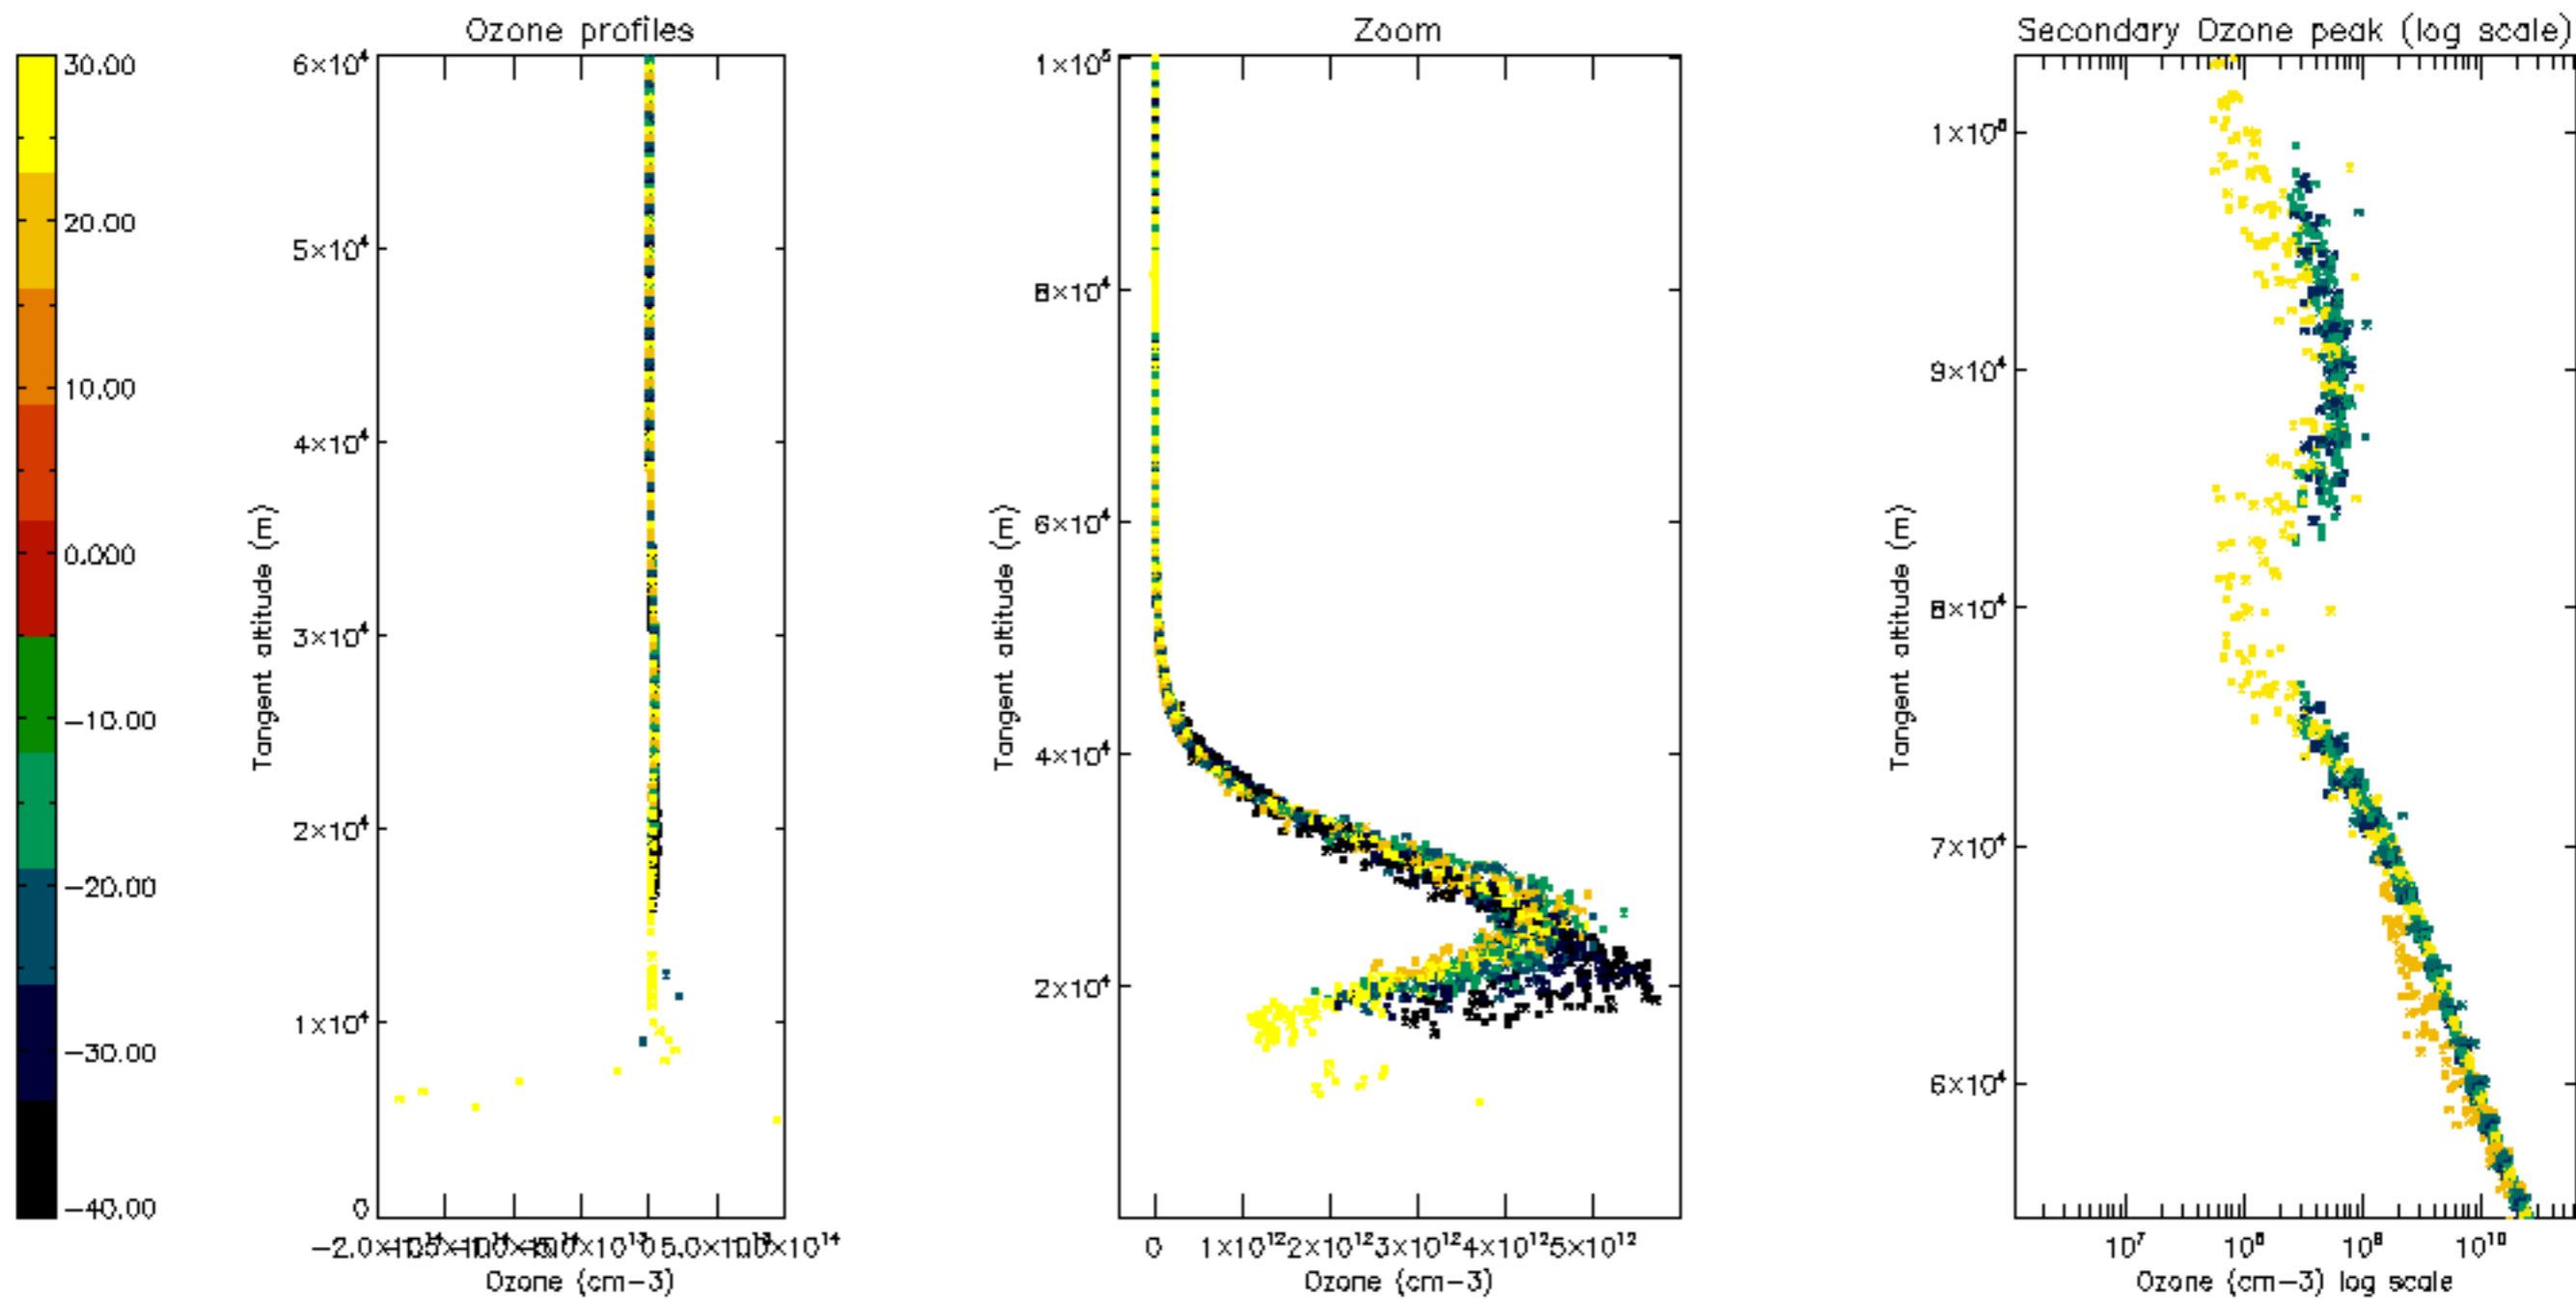 Ozone profiles
Zoom
Secondary Ozone peak (log scale)
30.00
20.00
10.00
0.000
−10.00
−20.00
−30.00
−40.00
6×10⁴
5×10⁴
4×10⁴
3×10⁴
2×10⁴
1×10⁴
0
Tangent altitude (m)
Ozone (cm−3)
1×10⁵
8×10⁴
6×10⁴
4×10⁴
2×10⁴
Tangent altitude (m)
0 1×10¹² 2×10¹² 3×10¹² 4×10¹² 5×10¹²
Ozone (cm−3)
9×10⁴
8×10⁴
7×10⁴
6×10⁴
Tangent altitude (m)
10⁷ 10⁸ 10⁹ 10¹⁰
Ozone (cm−3) log scale